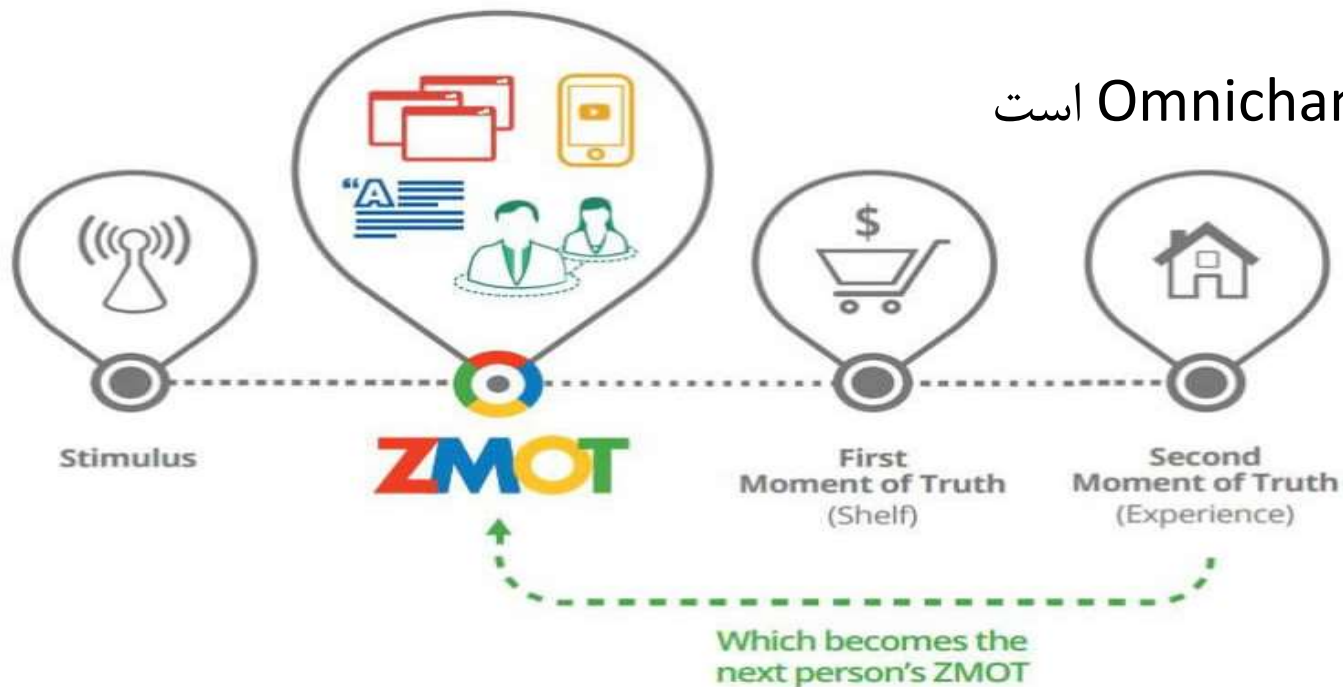 است
Stimulus
ZMOT
First
Moment of Truth
(Shelf)
Second
Moment of Truth
(Experience)
Which becomes the
next person's ZMOT
“A
$